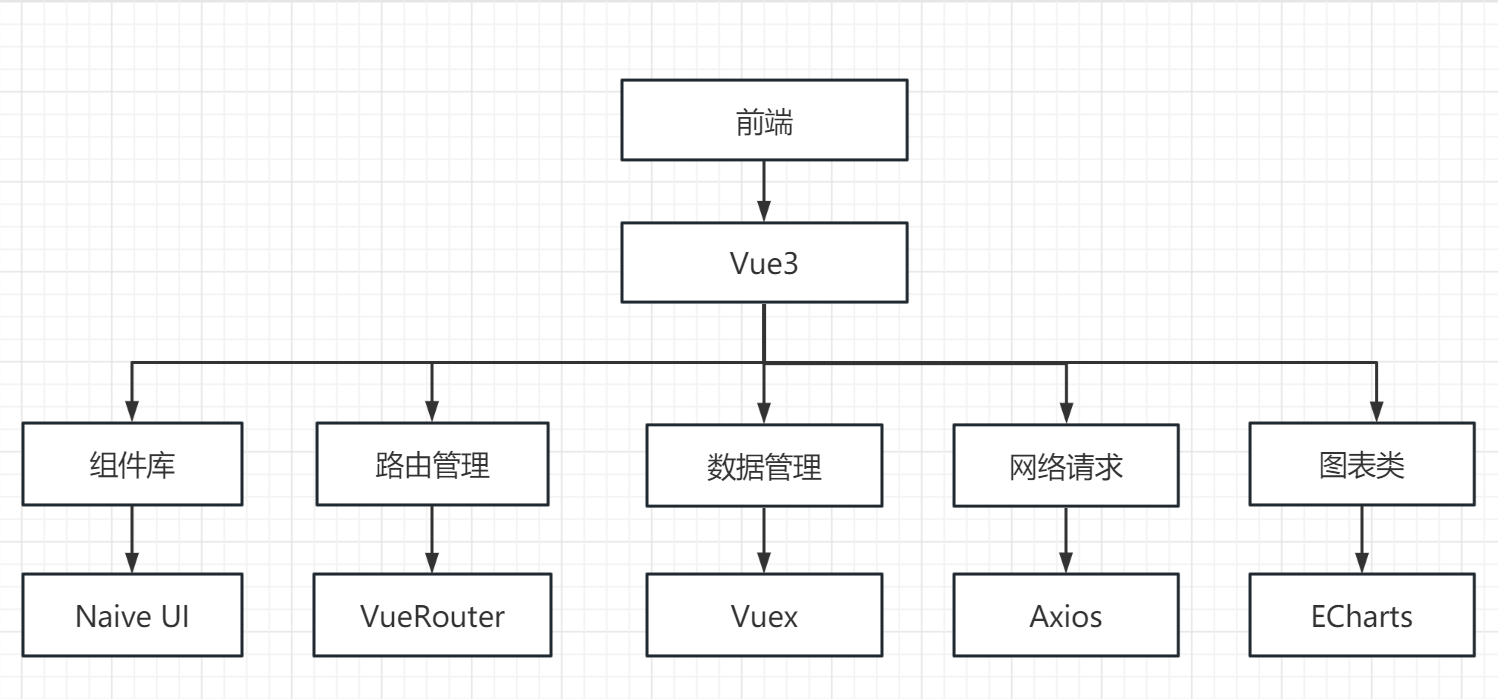 前端
Vue3
组件库
路由管理
数据管理
网络请求
图表类
Naive UI
VueRouter
Vuex
Axios
ECharts